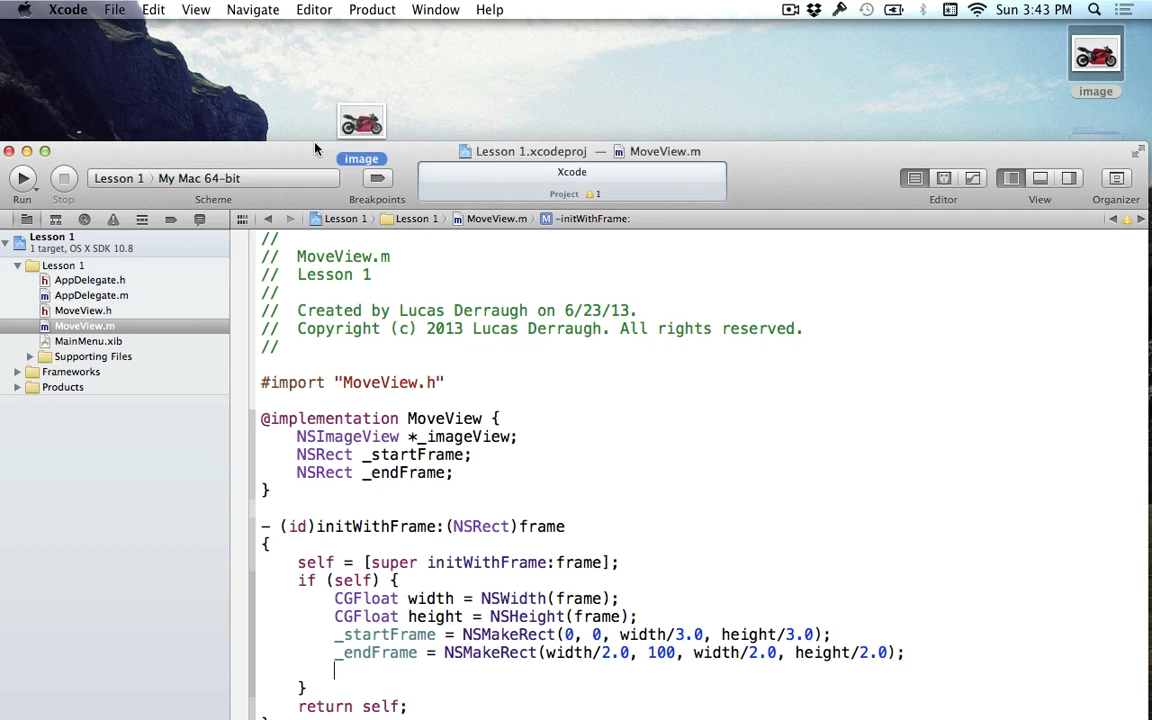 Xcode File Edit View Navigate Editor Product Window Help Sun 3:43 PM
image
image
Lesson 1.xcodeproj — MoveView.m
Lesson 1 〉 My Mac 64-bit
Xcode
Project 1
Run Stop Scheme Breakpoints Editor View Organizer
Lesson 1 〉 Lesson 1 〉 MoveView.m 〉 M -initWithFrame:
Lesson 1
1 target, OS X SDK 10.8
Lesson 1
h AppDelegate.h
m AppDelegate.m
h MoveView.h
m MoveView.m
MainMenu.xib
Supporting Files
Frameworks
Products
//
// MoveView.m
// Lesson 1
//
// Created by Lucas Derraugh on 6/23/13.
// Copyright (c) 2013 Lucas Derraugh. All rights reserved.
//
#import "MoveView.h"
@implementation MoveView {
NSImageView *_imageView;
NSRect _startFrame;
NSRect _endFrame;
}
- (id)initWithFrame:(NSRect)frame
{
self = [super initWithFrame:frame];
if (self) {
CGFloat width = NSWidth(frame);
CGFloat height = NSHeight(frame);
_startFrame = NSMakeRect(0, 0, width/3.0, height/3.0);
_endFrame = NSMakeRect(width/2.0, 100, width/2.0, height/2.0);
}
return self;